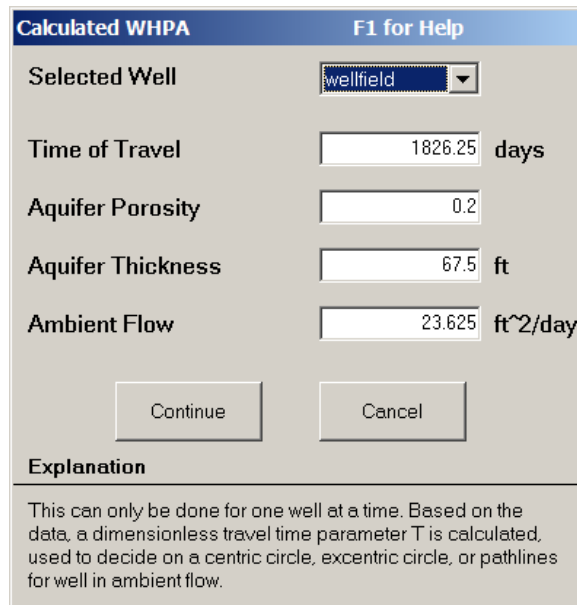 Calculated WHPA F1 for Help
Selected Well wellfield
Time of Travel 1826.25 days
Aquifer Porosity 0.2
Aquifer Thickness 67.5 ft
Ambient Flow 23.625 ft^2/day
Continue Cancel
Explanation
This can only be done for one well at a time. Based on the
data, a dimensionless travel time parameter T is calculated,
used to decide on a centric circle, excentric circle, or pathlines
for well in ambient flow.